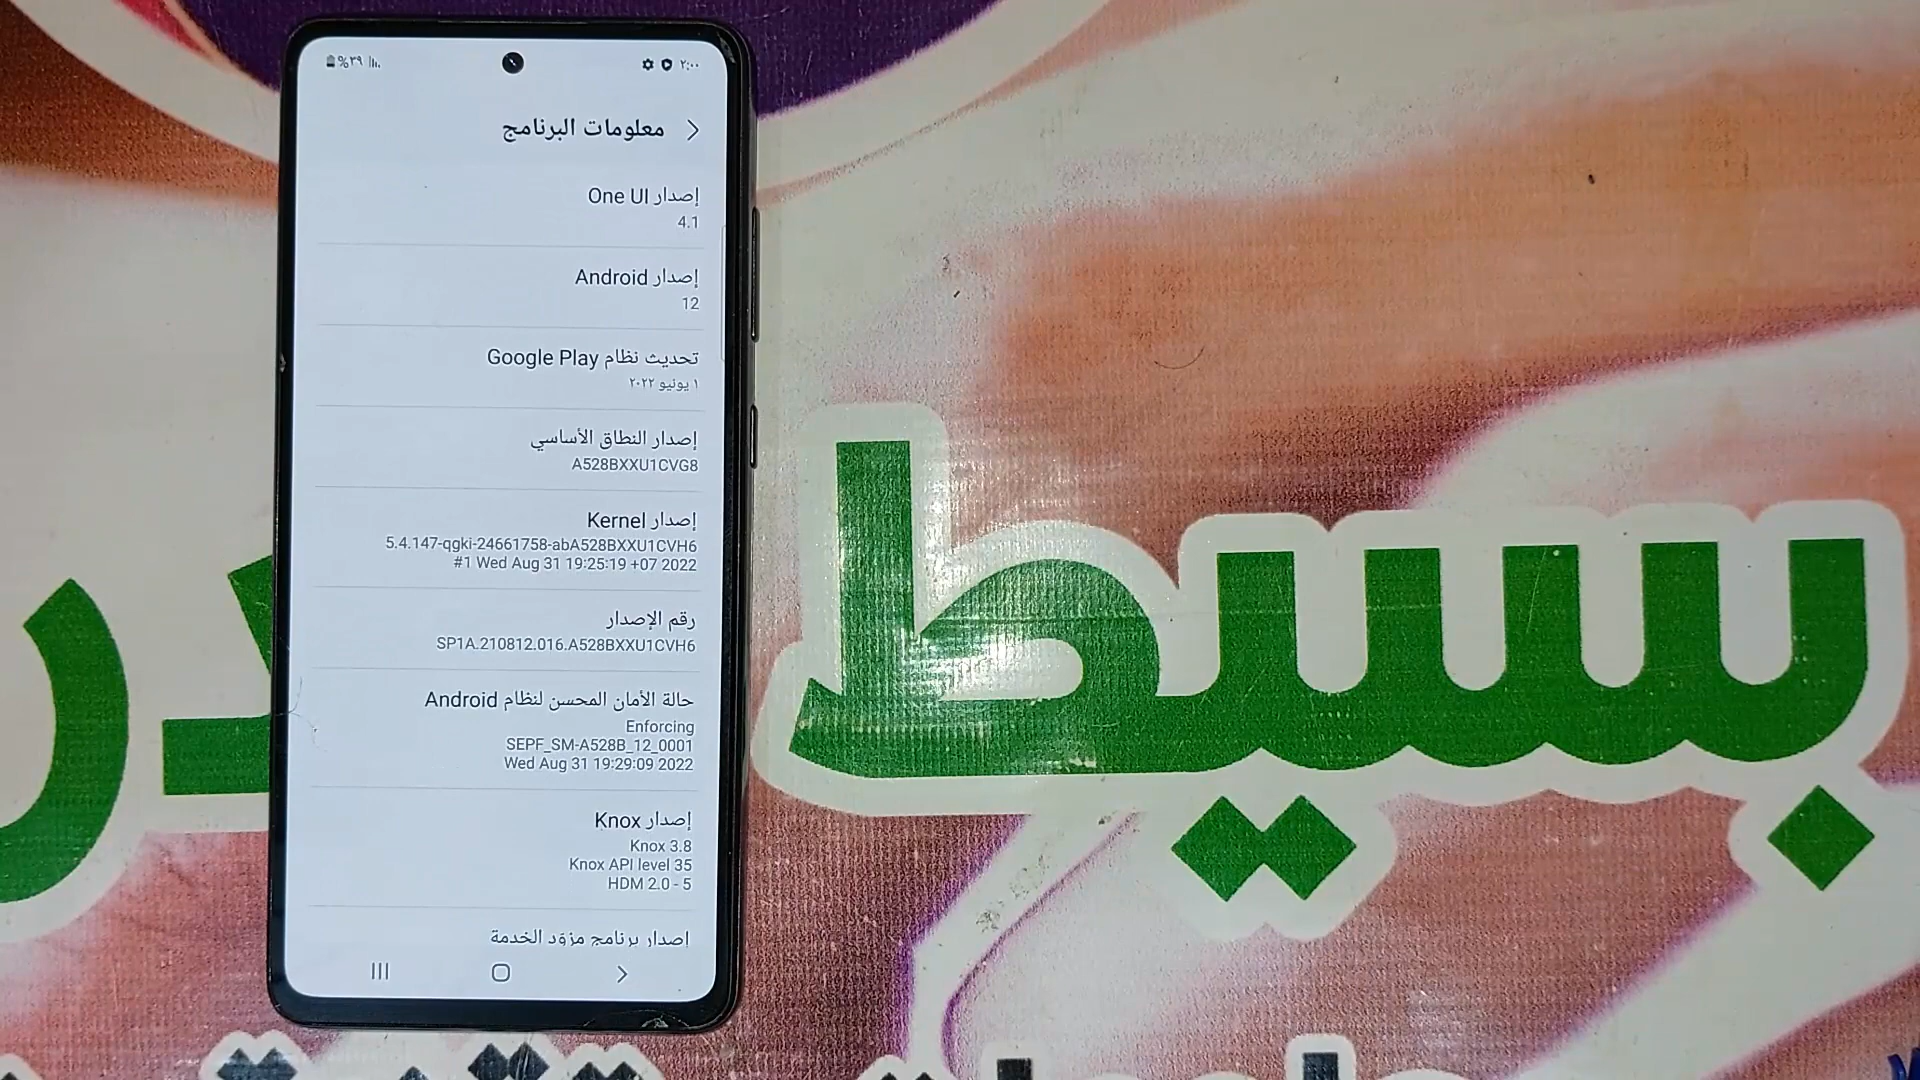 ٢:٠٠
%٣٩
معلومات البرنامج
إصدار One UI
4.1
إصدار Android
12
تحديث نظام Google Play
١ يونيو ٢٠٢٢
إصدار النطاق الأساسي
A528BXXU1CVG8
إصدار Kernel
5.4.147-qgki-24661758-abA528BXXU1CVH6
#1 Wed Aug 31 19:25:19 +07 2022
رقم الإصدار
SP1A.210812.016.A528BXXU1CVH6
حالة الأمان المحسن لنظام Android
Enforcing
SEPF_SM-A528B_12_0001
Wed Aug 31 19:29:09 2022
إصدار Knox
Knox 3.8
Knox API level 35
HDM 2.0 - 5
إصدار برنامج مزوّد الخدمة
بسيط